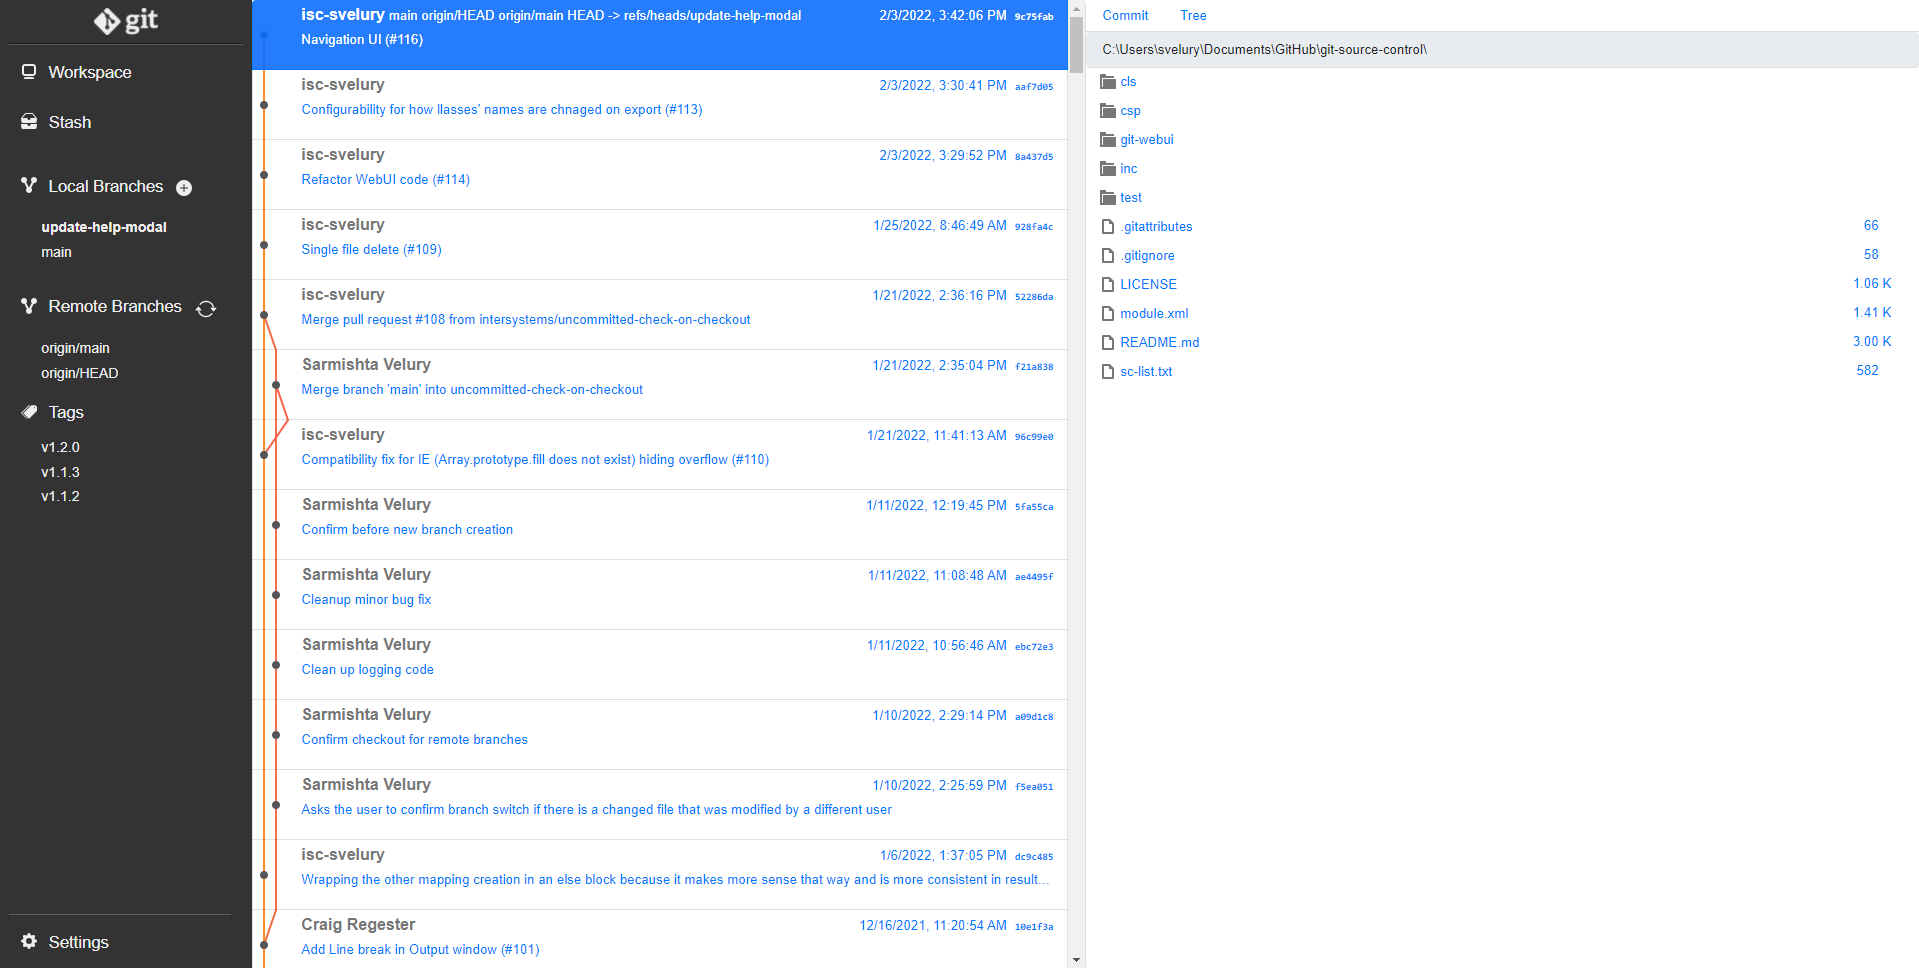 git
Workspace
Stash
Local Branches
update-help-modal
main
Remote Branches
origin/main
origin/HEAD
Tags
v1.2.0
v1.1.3
v1.1.2
Settings
isc-svelury main origin/HEAD origin/main HEAD -> refs/heads/update-help-modal 2/3/2022, 3:42:06 PM 9c75fab
Navigation UI (#116)
isc-svelury 2/3/2022, 3:30:41 PM aaf7d05
Configurability for how Ilasses' names are chnaged on export (#113)
isc-svelury 2/3/2022, 3:29:52 PM 8a437d5
Refactor WebUI code (#114)
isc-svelury 1/25/2022, 8:46:49 AM 928fa4c
Single file delete (#109)
isc-svelury 1/21/2022, 2:36:16 PM 52286da
Merge pull request #108 from intersystems/uncommitted-check-on-checkout
Sarmishta Velury 1/21/2022, 2:35:04 PM f21a838
Merge branch 'main' into uncommitted-check-on-checkout
isc-svelury 1/21/2022, 11:41:13 AM 96c99e0
Compatibility fix for IE (Array.prototype.fill does not exist) hiding overflow (#110)
Sarmishta Velury 1/11/2022, 12:19:45 PM 5fa55ca
Confirm before new branch creation
Sarmishta Velury 1/11/2022, 11:08:48 AM ae4495f
Cleanup minor bug fix
Sarmishta Velury 1/11/2022, 10:56:46 AM ebc72e3
Clean up logging code
Sarmishta Velury 1/10/2022, 2:29:14 PM a09d1c8
Confirm checkout for remote branches
Sarmishta Velury 1/10/2022, 2:25:59 PM f5ea051
Asks the user to confirm branch switch if there is a changed file that was modified by a different user
isc-svelury 1/6/2022, 1:37:05 PM dc9c485
Wrapping the other mapping creation in an else block because it makes more sense that way and is more consistent in result...
Craig Regester 12/16/2021, 11:20:54 AM 10e1f3a
Add Line break in Output window (#101)
Commit Tree
C:\Users\svelury\Documents\GitHub\git-source-control\
cls
csp
git-webui
inc
test
.gitattributes 66
.gitignore 58
LICENSE 1.06 K
module.xml 1.41 K
README.md 3.00 K
sc-list.txt 582